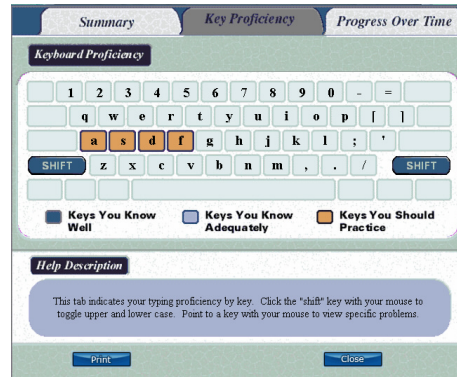 Summary Key Proficiency Progress Over Time
Keyboard Proficiency
1 2 3 4 5 6 7 8 9 0 - =
q w e r t y u i o p [ ]
a s d f g h j k l ; '
SHIFT z x c v b n m , . / SHIFT
Keys You Know Well
Keys You Know Adequately
Keys You Should Practice
Help Description
This tab indicates your typing proficiency by key. Click the "shift" key with your mouse to
toggle upper and lower case. Point to a key with your mouse to view specific problems.
Print Close